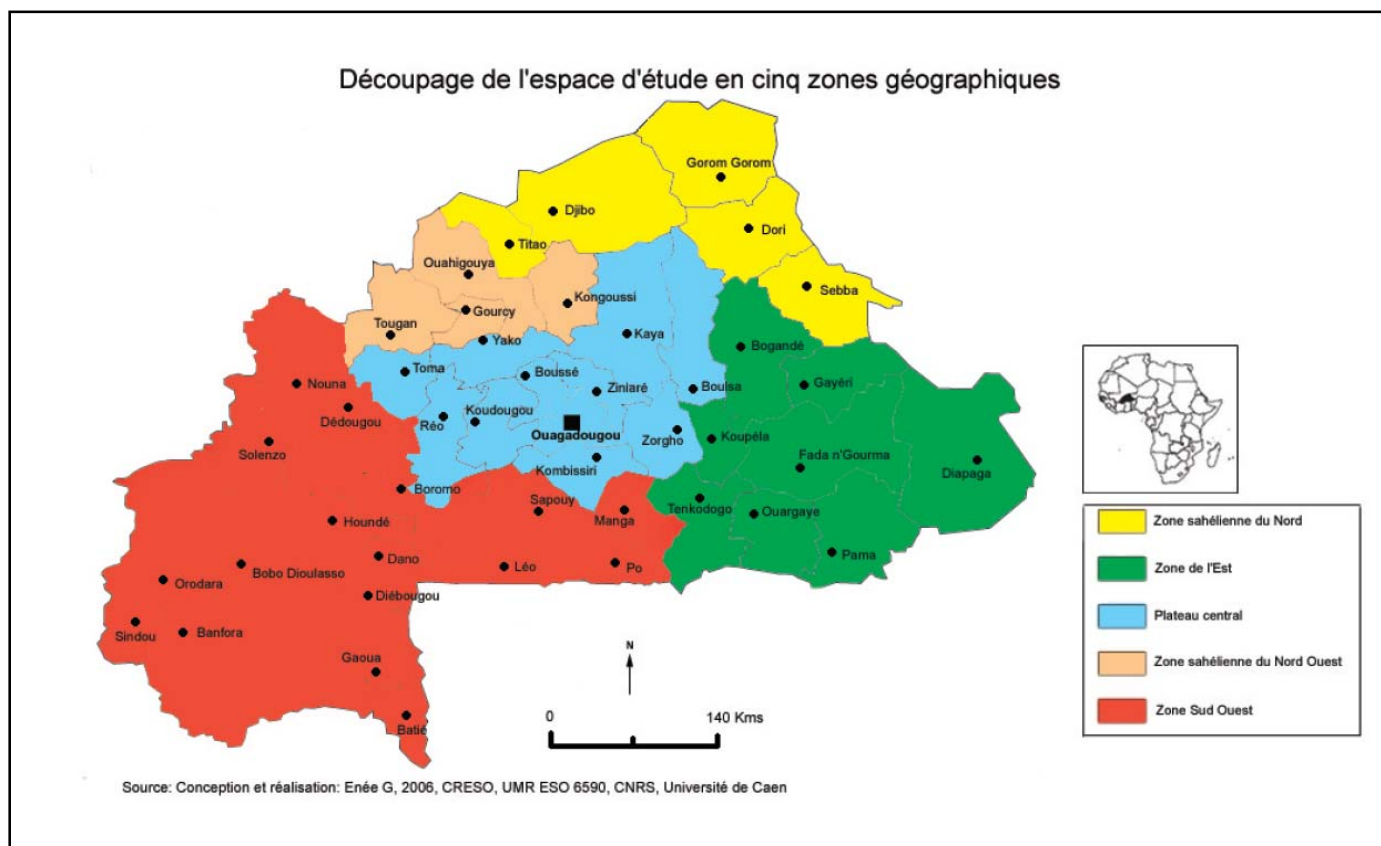 Découpage de l'espace d'étude en cinq zones géographiques
Gorom Gorom
Djibo
Dori
Titao
Ouahigouya
Sebba
Kongoussi
Gourcy
Tougan
Kaya
Yako
Bogandé
Toma
Boussé
Gayéri
Nouna
Ziniaré
Boulsa
Dédougou
Koudougou
Réo
Ouagadougou
Zorgho
Koupéla
Solenzo
Fada n'Gourma
Diapaga
Kombissiri
Boromo
Sapouy
Tenkodogo
Ouargaye
Manga
Houndé
Pama
Dano
Bobo Dioulasso
Léo
Po
Orodara
Diébougou
Sindou
Banfora
Gaoua
Batié
N
0 140 Kms
Zone sahélienne du Nord
Zone de l'Est
Plateau central
Zone sahélienne du Nord Ouest
Zone Sud Ouest
Source: Conception et réalisation: Enée G, 2006, CRESO, UMR ESO 6590, CNRS, Université de Caen